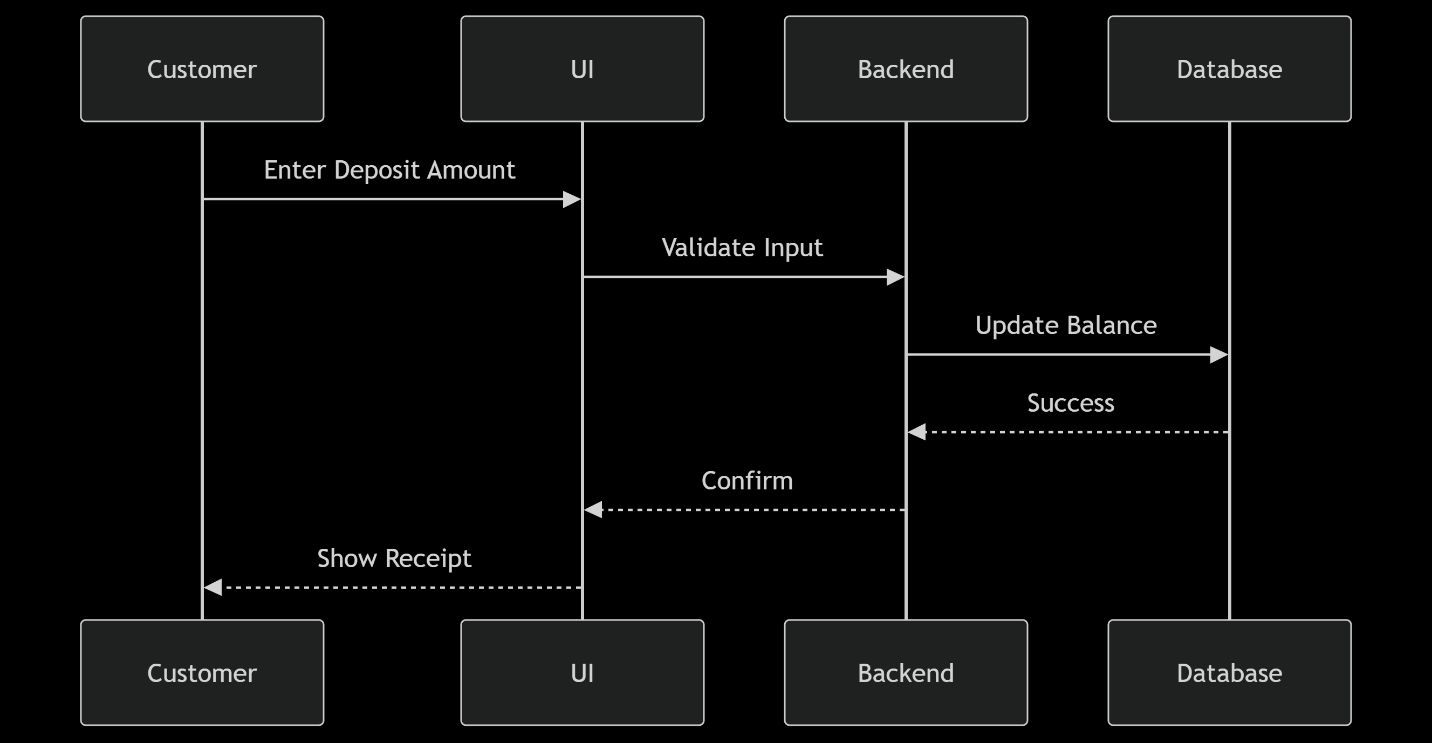 Customer
UI
Backend
Database
Enter Deposit Amount
Validate Input
Update Balance
Success
Confirm
Show Receipt
Customer
UI
Backend
Database